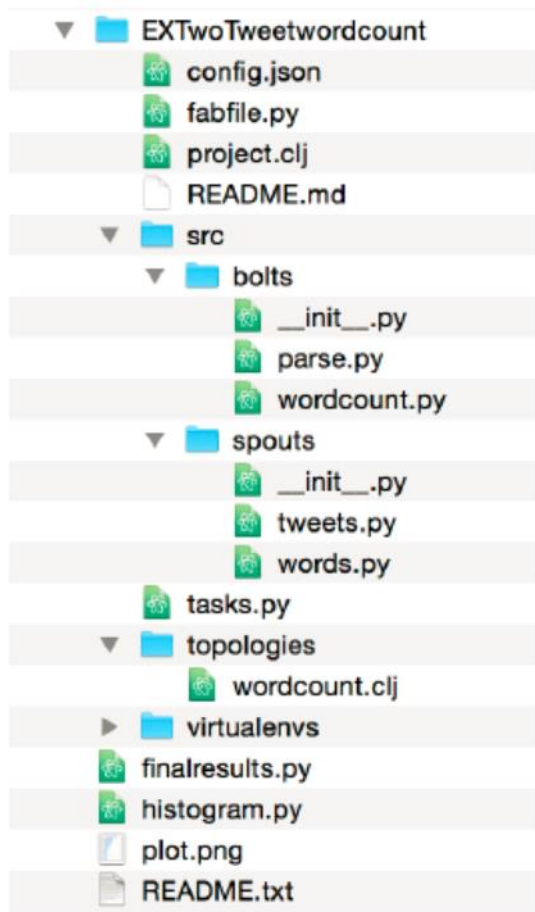 EXTwoTweetwordcount
config.json
fabfile.py
project.clj
README.md
src
bolts
__init__.py
parse.py
wordcount.py
spouts
__init__.py
tweets.py
words.py
tasks.py
topologies
wordcount.clj
virtualenvs
finalresults.py
histogram.py
plot.png
README.txt